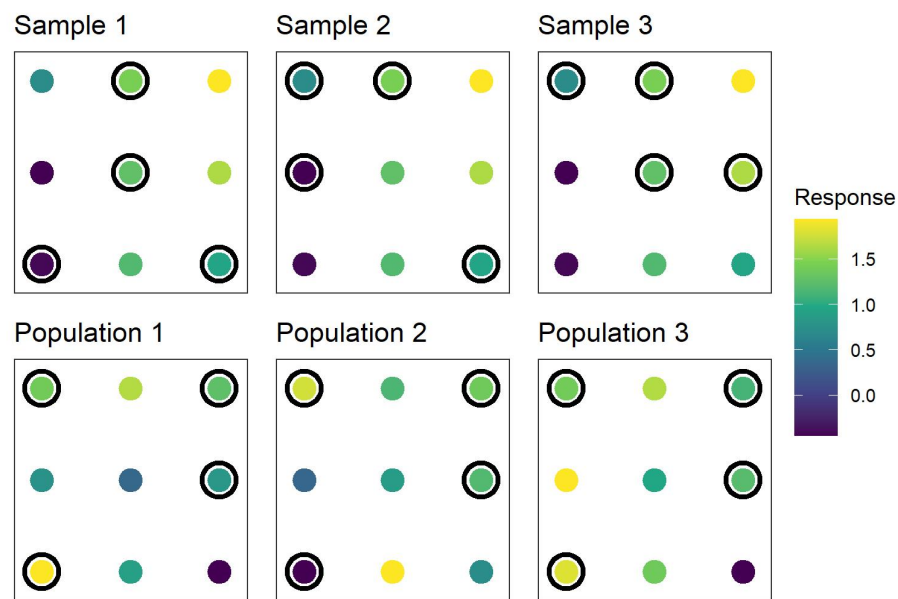 Sample 1
Sample 2
Sample 3
Response
1.5
1.0
0.5
0.0
Population 1
Population 2
Population 3